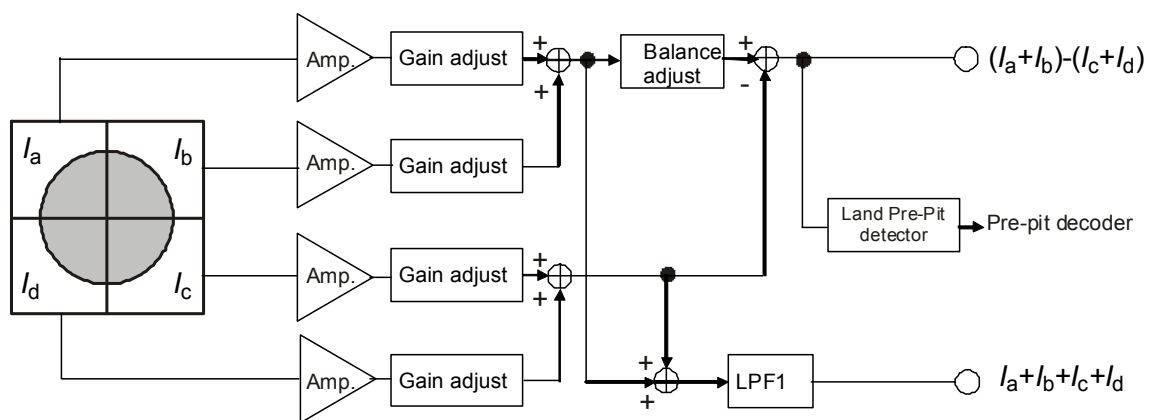 Amp.
Gain adjust
+
+
Balance
adjust
+
-
(Ia+Ib)-(Ic+Id)
Ia
Ib
Amp.
Gain adjust
Land Pre-Pit
detector
Pre-pit decoder
Id
Ic
Amp.
Gain adjust
+
+
Amp.
Gain adjust
+
+
LPF1
Ia+Ib+Ic+Id